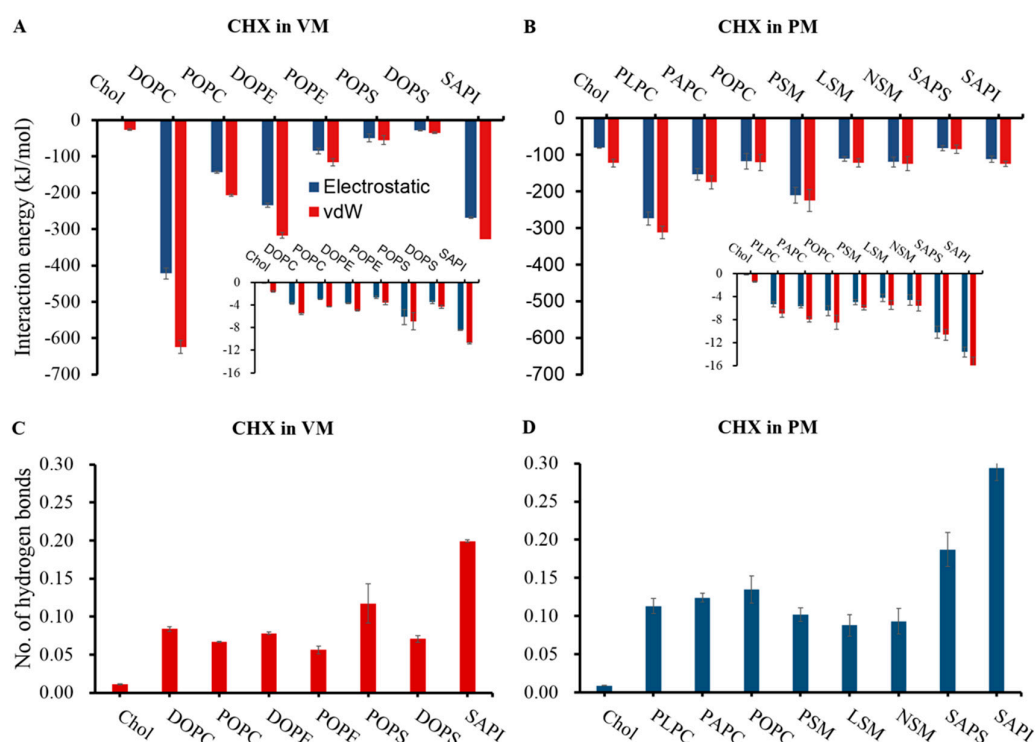 A CHX in VM
Chol DOPC POPC DOPE POPE POPS DOPS SAPI
Interaction energy (kJ/mol)
0
-100
-200
-300
-400
-500
-600
-700
Electrostatic
vdW
Chol DOPC POPC DOPE POPE POPS DOPS SAPI
0
-4
-8
-12
-16
B CHX in PM
Chol PLPC PAPC POPC PSM LSM NSM SAPS SAPI
0
-100
-200
-300
-400
-500
-600
-700
Chol PLPC PAPC POPC PSM LSM NSM SAPS SAPI
0
-4
-8
-12
-16
C CHX in VM
No. of hydrogen bonds
0.30
0.25
0.20
0.15
0.10
0.05
0.00
Chol DOPC POPC DOPE POPE POPS DOPS SAPI
D CHX in PM
0.30
0.25
0.20
0.15
0.10
0.05
0.00
Chol PLPC PAPC POPC PSM LSM NSM SAPS SAPI